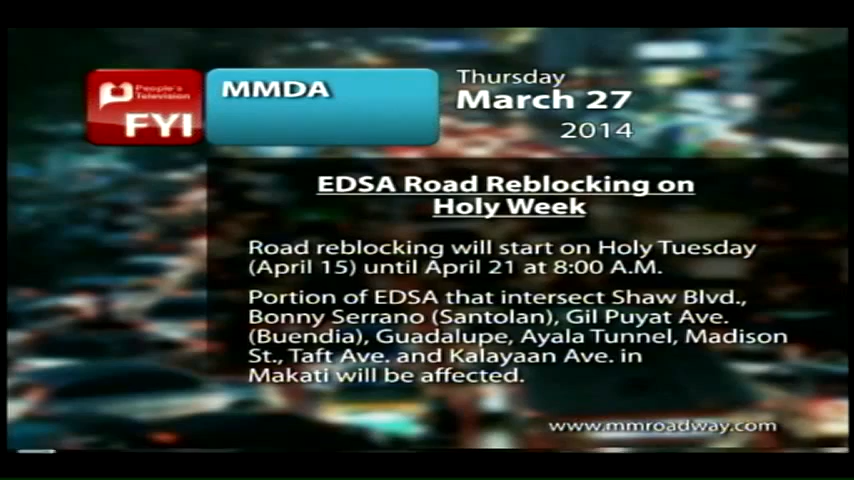 People's
Television
FYI
MMDA
Thursday
March 27
2014
EDSA Road Reblocking on
Holy Week
Road reblocking will start on Holy Tuesday
(April 15) until April 21 at 8:00 A.M.
Portion of EDSA that intersect Shaw Blvd.,
Bonny Serrano (Santolan), Gil Puyat Ave.
(Buendia), Guadalupe, Ayala Tunnel, Madison
St., Taft Ave. and Kalayaan Ave. in
Makati will be affected.
www.mmroadway.com